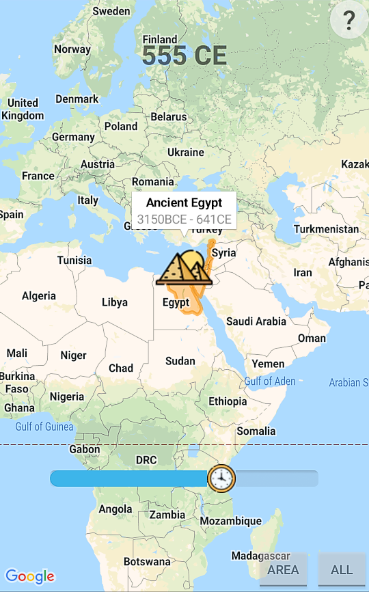 Sweden
?
Finland
Norway
555 CE
United
Kingdom
Denmark
Belarus
Poland
Germany
Ukraine
Austria
France
Kazak
Romania
Italy
Ancient Egypt
3150BCE - 641CE
Spain
Turkey
Turkmenistan
Tunisia
Syria
Afghanis
Iran
Algeria
Libya
Egypt
Saudi Arabia
Oman
Mali
Niger
Sudan
Yemen
Chad
Burkina
Faso
Gulf of Aden
Arabian S
Nigeria
Ghana
Ethiopia
Gulf of Guinea
Somalia
Gabon
DRC
Angola
Zambia
Mozambique
Botswana
Madagascar
Google
AREA
ALL